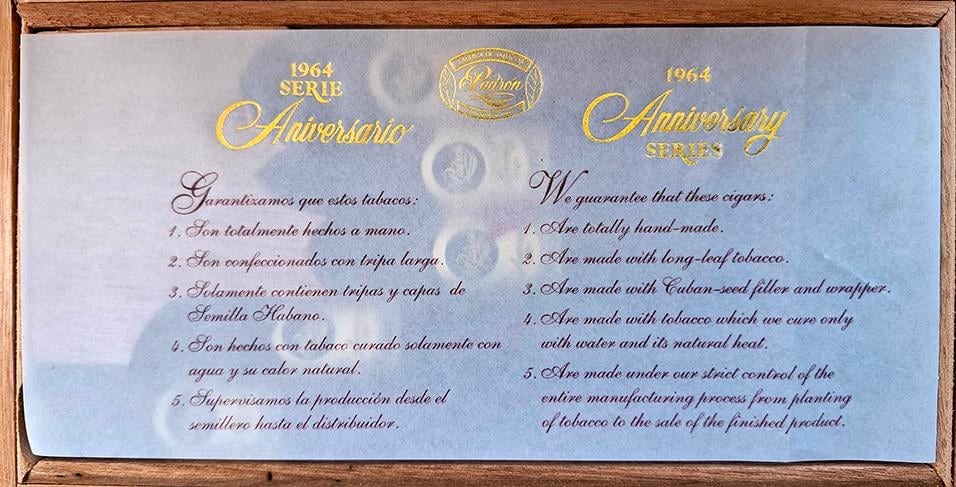 FABRICA DE TABACOS
Padrón
1964
SERIE
Aniversario
Garantizamos que estos tabacos:
1. Son totalmente hechos a mano.
2. Son confeccionados con tripa larga.
3. Solamente contienen tripas y capas de
Semilla Habano.
4. Son hechos con tabaco curado solamente con
agua y su calor natural.
5. Supervisamos la producción desde el
semillero hasta el distribuidor.
1964
Anniversary
SERIES
We guarantee that these cigars:
1. Are totally hand-made.
2. Are made with long-leaf tobacco.
3. Are made with Cuban-seed filler and wrapper.
4. Are made with tobacco which we cure only
with water and its natural heat.
5. Are made under our strict control of the
entire manufacturing process from planting
of tobacco to the sale of the finished product.